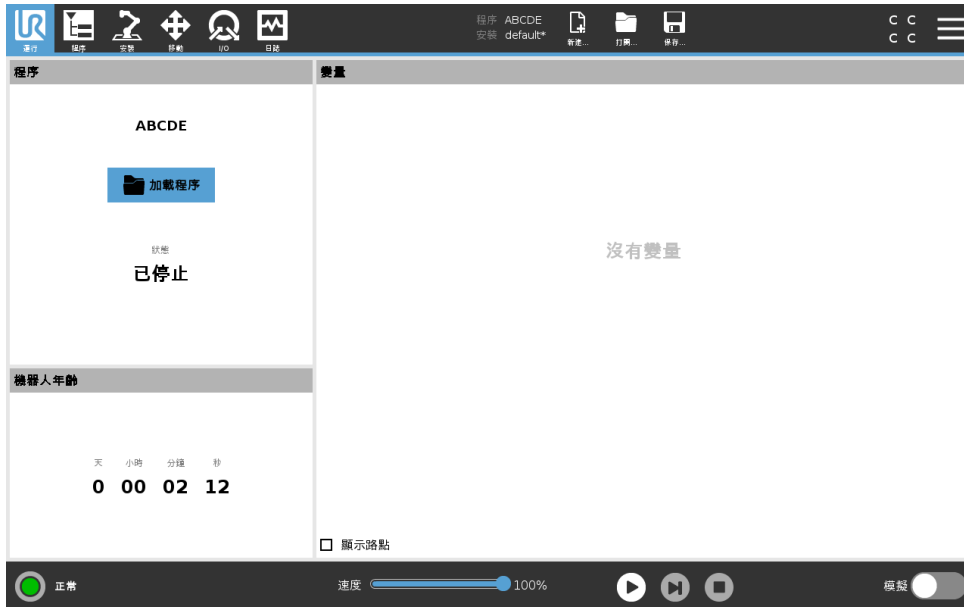 UR
運行
程序
安裝
移動
I/O
日誌
程序 ABCDE
安裝 default*
新建...
打開...
保存...
C C
C C
程序
ABCDE
加載程序
狀態
已停止
機器人年齡
天 小時 分鐘 秒
0 00 02 12
變量
沒有變量
顯示路點
正常
速度 100%
模擬